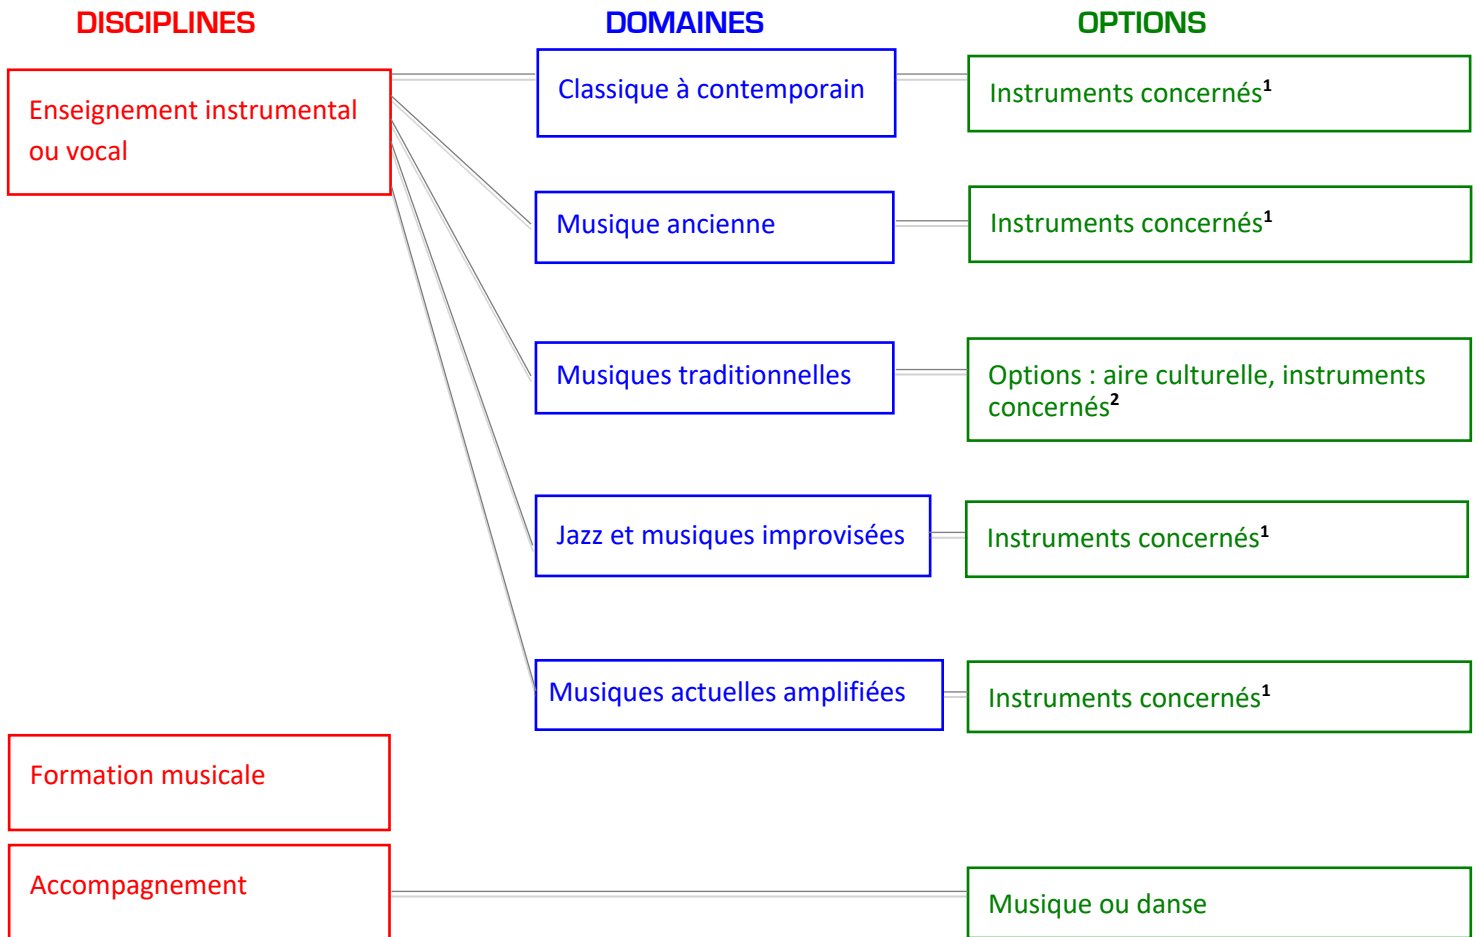 DISCIPLINES
DOMAINES
OPTIONS
Enseignement instrumental
ou vocal
Classique à contemporain
Instruments concernés¹
Musique ancienne
Instruments concernés¹
Musiques traditionnelles
Options : aire culturelle, instruments
concernés²
Jazz et musiques improvisées
Instruments concernés¹
Musiques actuelles amplifiées
Instruments concernés¹
Formation musicale
Accompagnement
Musique ou danse